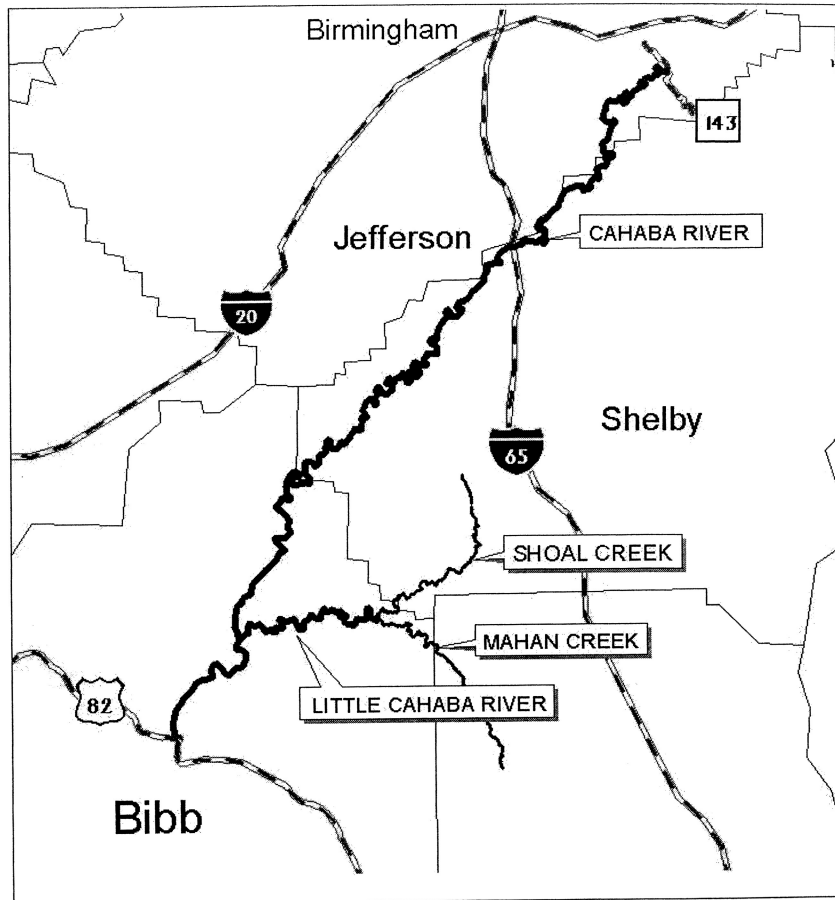 Birmingham
143
Jefferson
CAHABA RIVER
20
Shelby
65
SHOAL CREEK
MAHAN CREEK
LITTLE CAHABA RIVER
82
Bibb